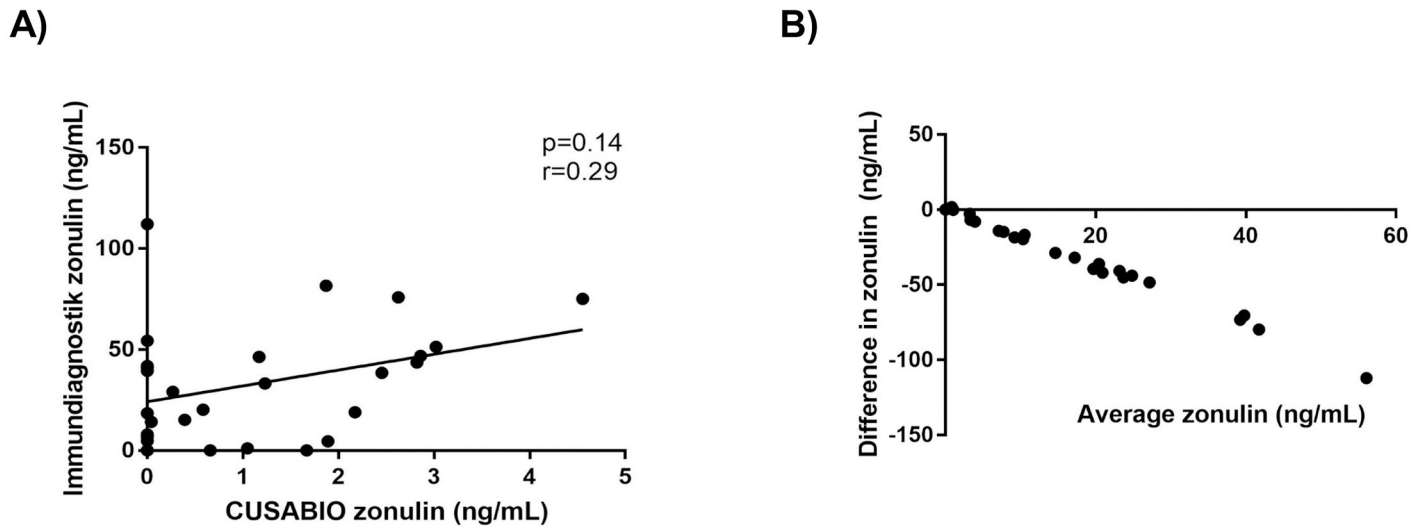 A)
B)
Immundiagnostik zonulin (ng/mL)
150
100
50
0
p=0.14
r=0.29
0
1
2
3
4
5
CUSABIO zonulin (ng/mL)
Difference in zonulin (ng/mL)
50
0
-50
-100
-150
20
40
60
Average zonulin (ng/mL)